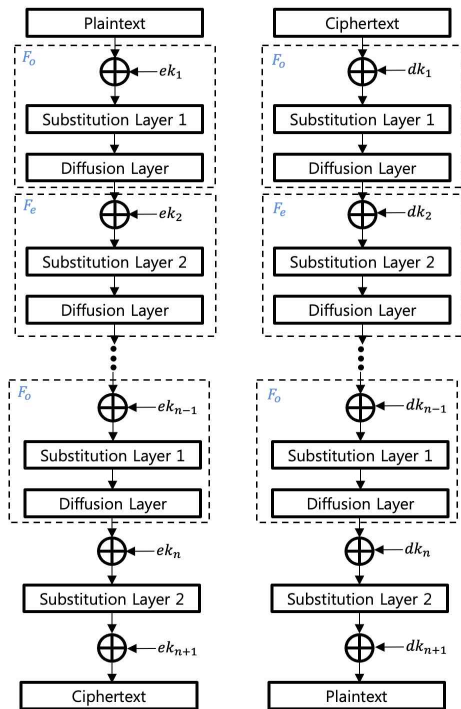 Plaintext
F_o
ek_1
Substitution Layer 1
Diffusion Layer
F_e
ek_2
Substitution Layer 2
Diffusion Layer
F_o
ek_{n-1}
Substitution Layer 1
Diffusion Layer
ek_n
Substitution Layer 2
ek_{n+1}
Ciphertext
Ciphertext
F_o
dk_1
Substitution Layer 1
Diffusion Layer
F_e
dk_2
Substitution Layer 2
Diffusion Layer
F_o
dk_{n-1}
Substitution Layer 1
Diffusion Layer
dk_n
Substitution Layer 2
dk_{n+1}
Plaintext